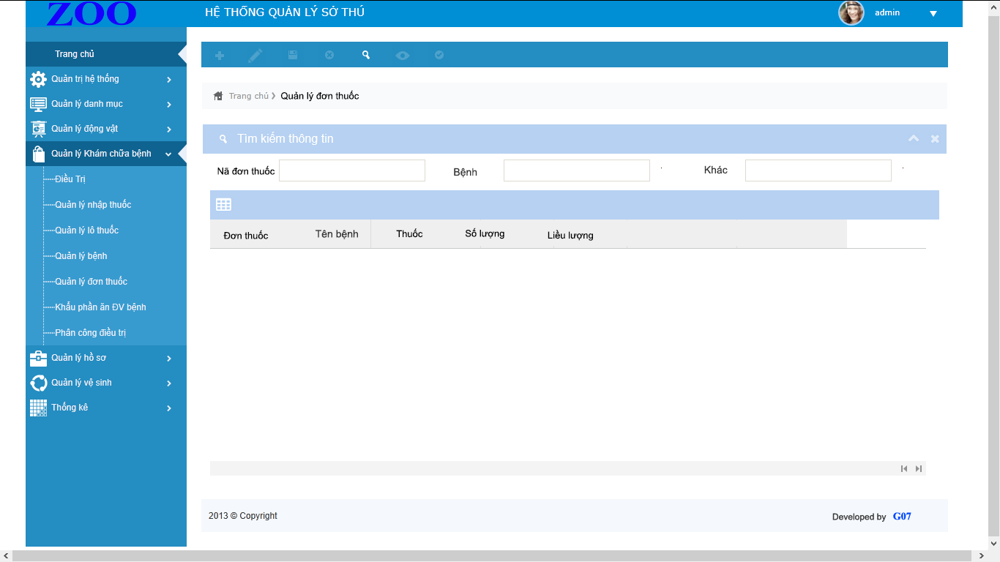 ZOO
HỆ THỐNG QUẢN LÝ SỞ THÚ
admin
Trang chủ
Quản trị hệ thống
Quản lý danh mục
Quản lý động vật
Quản lý Khám chữa bệnh
Điều Trị
Quản lý nhập thuốc
Quản lý lô thuốc
Quản lý bệnh
Quản lý đơn thuốc
Khẩu phần ăn ĐV bệnh
Phân công điều trị
Quản lý hồ sơ
Quản lý vệ sinh
Thống kê
Trang chủ › Quản lý đơn thuốc
Tìm kiếm thông tin
Nã đơn thuốc Bệnh Khác
Đơn thuốc Tên bệnh Thuốc Số lượng Liều lượng
2013 © Copyright
Developed by G07